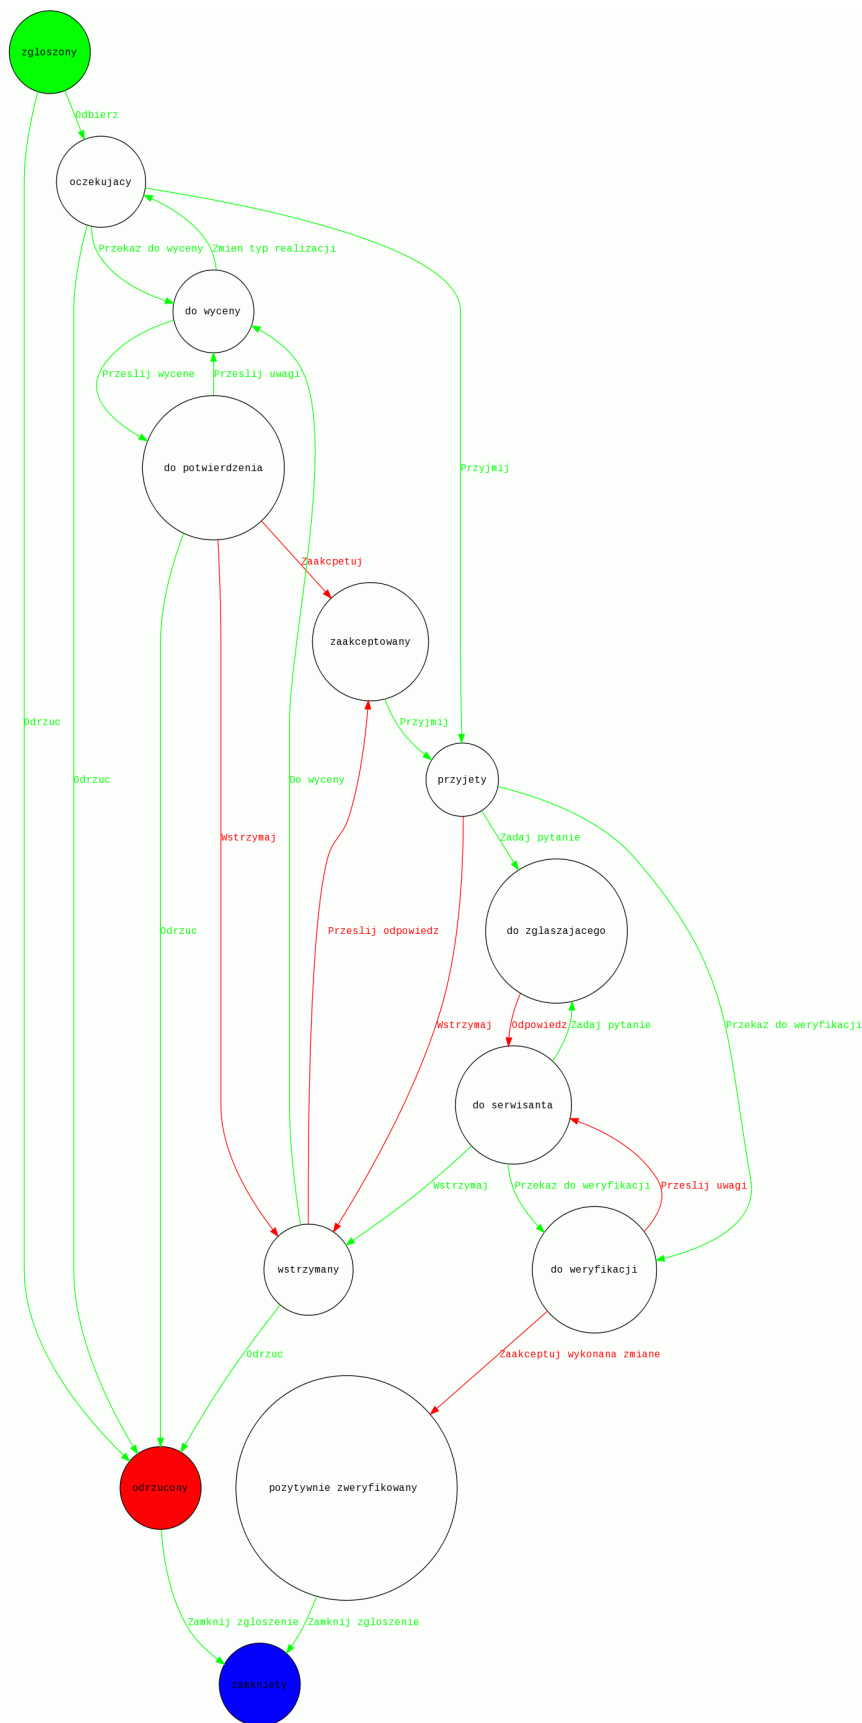 zgloszony
Odbierz
oczekujacy
Przekaz do wyceny
Zmien typ realizacji
do wyceny
Przeslij wycene
Przeslij uwagi
do potwierdzenia
Przyjmij
Zaakcpetuj
zaakceptowany
Odrzuc
Przyjmij
Odrzuc
Do wyceny
przyjety
Wstrzymaj
Zadaj pytanie
Odrzuc
Przeslij odpowiedz
do zglaszajacego
Wstrzymaj
Odpowiedz
Zadaj pytanie
Przekaz do weryfikacji
do serwisanta
Wstrzymaj
Przekaz do weryfikacji
Przeslij uwagi
wstrzymany
do weryfikacji
Odrzuc
Zaakceptuj wykonana zmiane
odrzucony
pozytywnie zweryfikowany
Zamknij zgloszenie
Zamknij zgloszenie
zamkniety